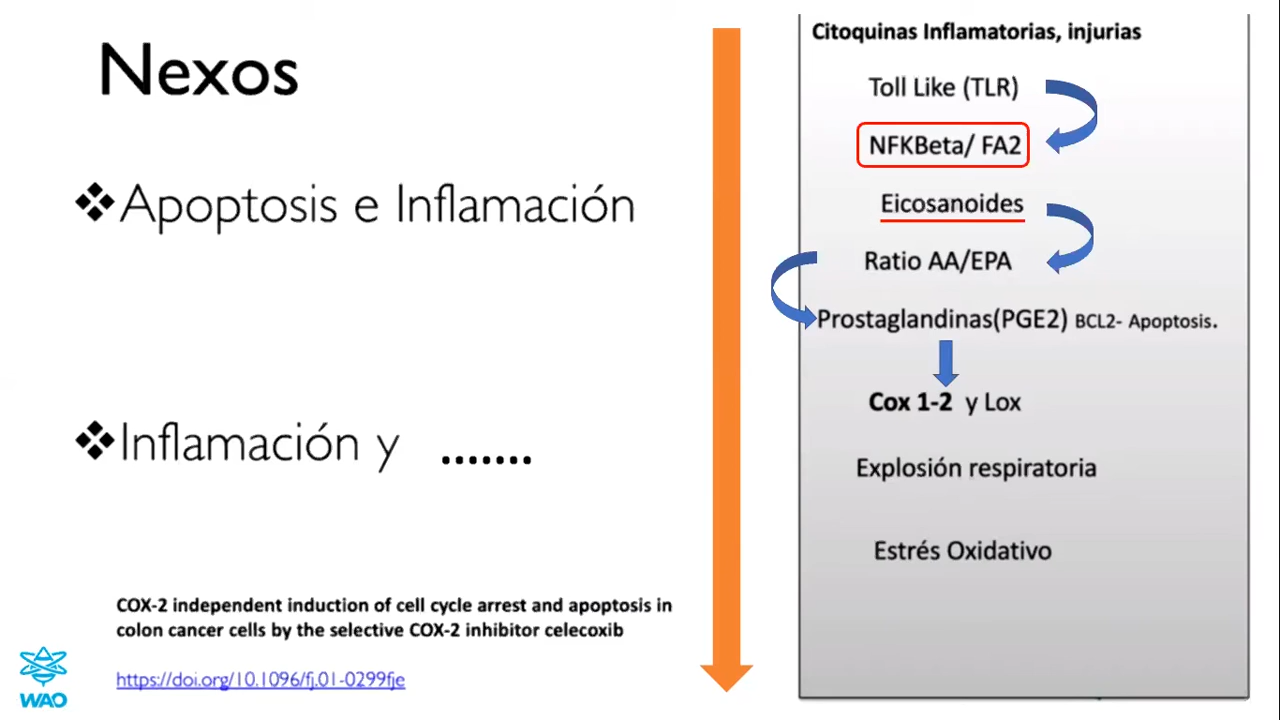 Nexos
❖Apoptosis e Inflamación
❖Inflamación y .......
COX-2 independent induction of cell cycle arrest and apoptosis in
colon cancer cells by the selective COX-2 inhibitor celecoxib
https://doi.org/10.1096/fj.01-0299fje
WAO
Citoquinas Inflamatorias, injurias
Toll Like (TLR)
NFKBeta/ FA2
Eicosanoides
Ratio AA/EPA
Prostaglandinas(PGE2) BCL2- Apoptosis.
Cox 1-2 y Lox
Explosión respiratoria
Estrés Oxidativo